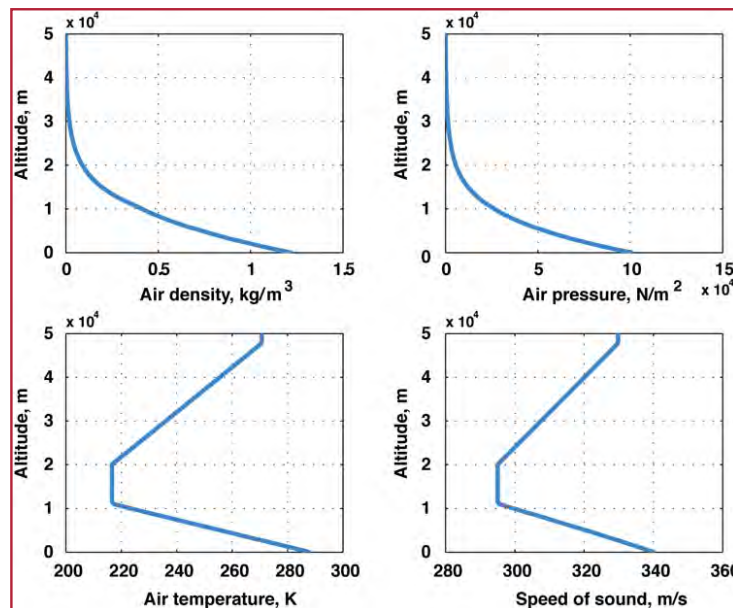 x 10⁴
5
4
3
2
1
0
Altitude, m
0 0.5 1 1.5
Air density, kg/m³
x 10⁴
5
4
3
2
1
0
Altitude, m
0 5 10 15
Air pressure, N/m² x 10⁴
x 10⁴
5
4
3
2
1
0
Altitude, m
200 220 240 260 280 300
Air temperature, K
x 10⁴
5
4
3
2
1
0
Altitude, m
280 300 320 340 360
Speed of sound, m/s